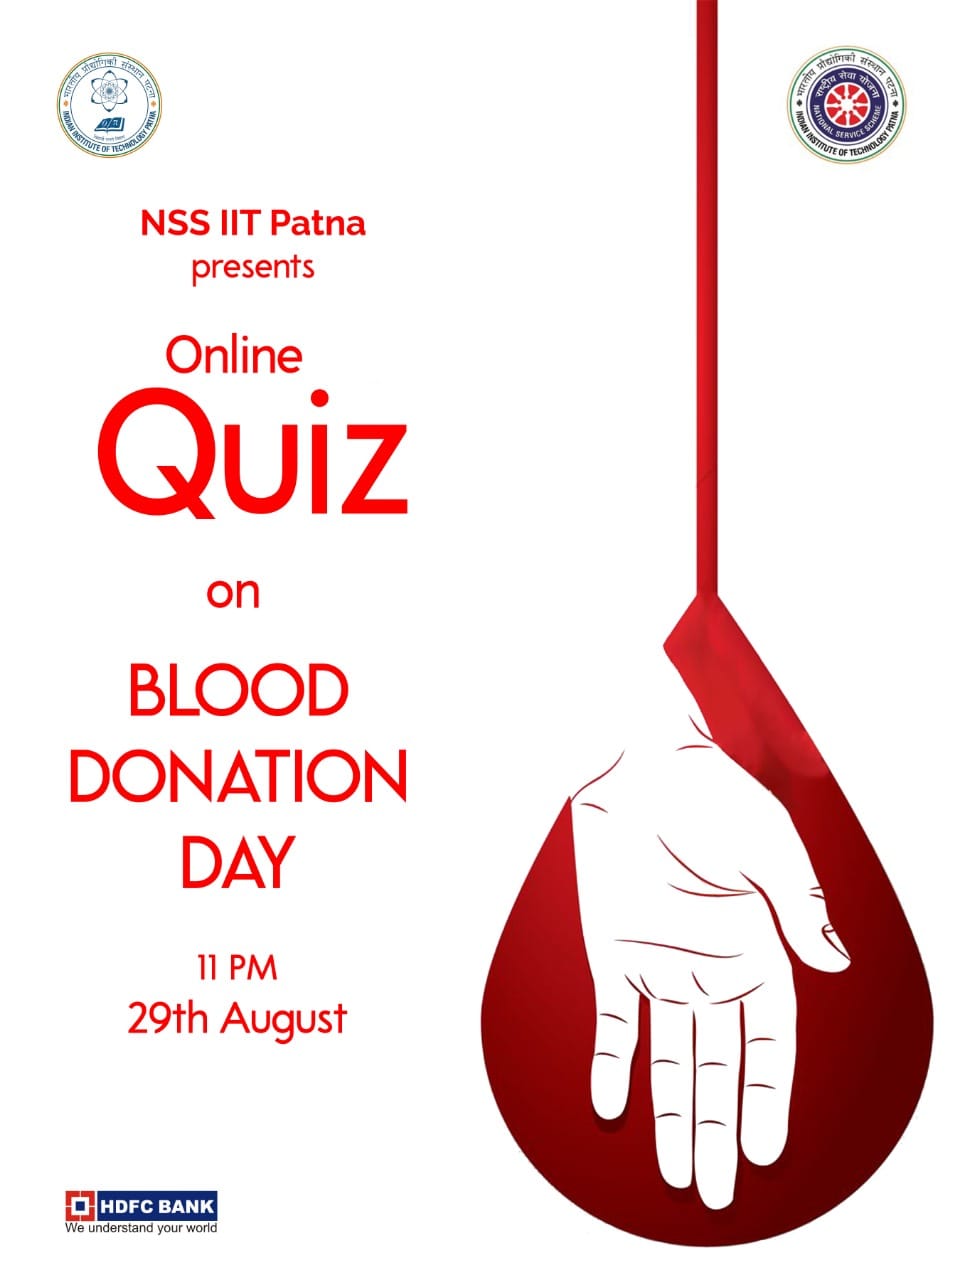 भारतीय प्रौद्योगिकी संस्थान पटना
INDIAN INSTITUTE OF TECHNOLOGY PATNA
भारतीय प्रौद्योगिकी संस्थान पटना
राष्ट्रीय सेवा योजना
NATIONAL SERVICE SCHEME
INDIAN INSTITUTE OF TECHNOLOGY PATNA
NSS IIT Patna
presents
Online
Quiz
on
BLOOD
DONATION
DAY
11 PM
29th August
HDFC BANK
We understand your world